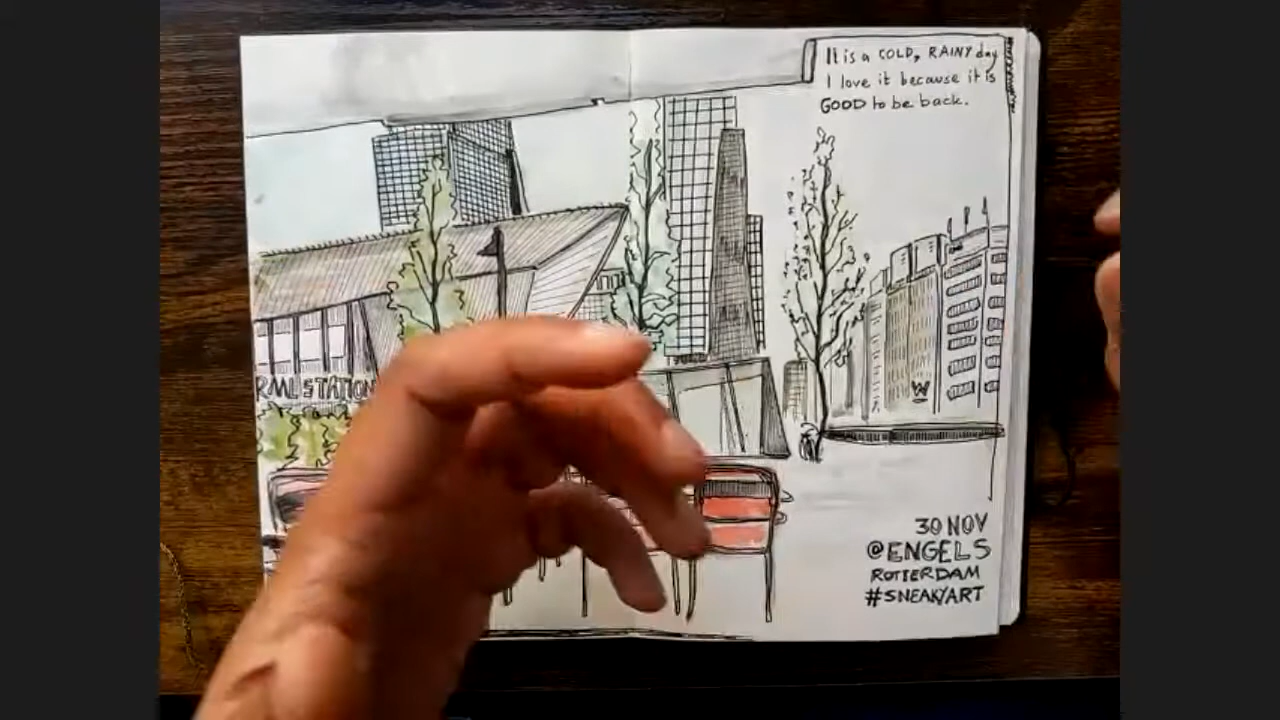 It is a COLD, RAINY day
I love it because it is
GOOD to be back.
STATION
W
30 NOV
@ENGELS
ROTTERDAM
#SNEAKYART